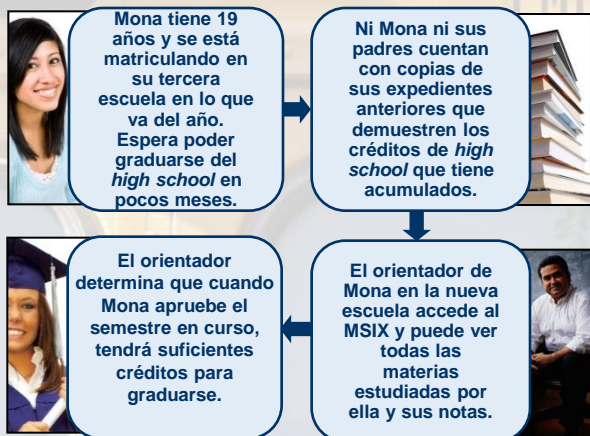 Mona tiene 19
años y se está
matriculando en
su tercera
escuela en lo que
va del año.
Espera poder
graduarse del
high school en
pocos meses.
Ni Mona ni sus
padres cuentan
con copias de
sus expedientes
anteriores que
demuestren los
créditos de high
school que tiene
acumulados.
El orientador de
Mona en la nueva
escuela accede al
MSIX y puede ver
todas las
materias
estudiadas por
ella y sus notas.
El orientador
determina que cuando
Mona apruebe el
semestre en curso,
tendrá suficientes
créditos para
graduarse.